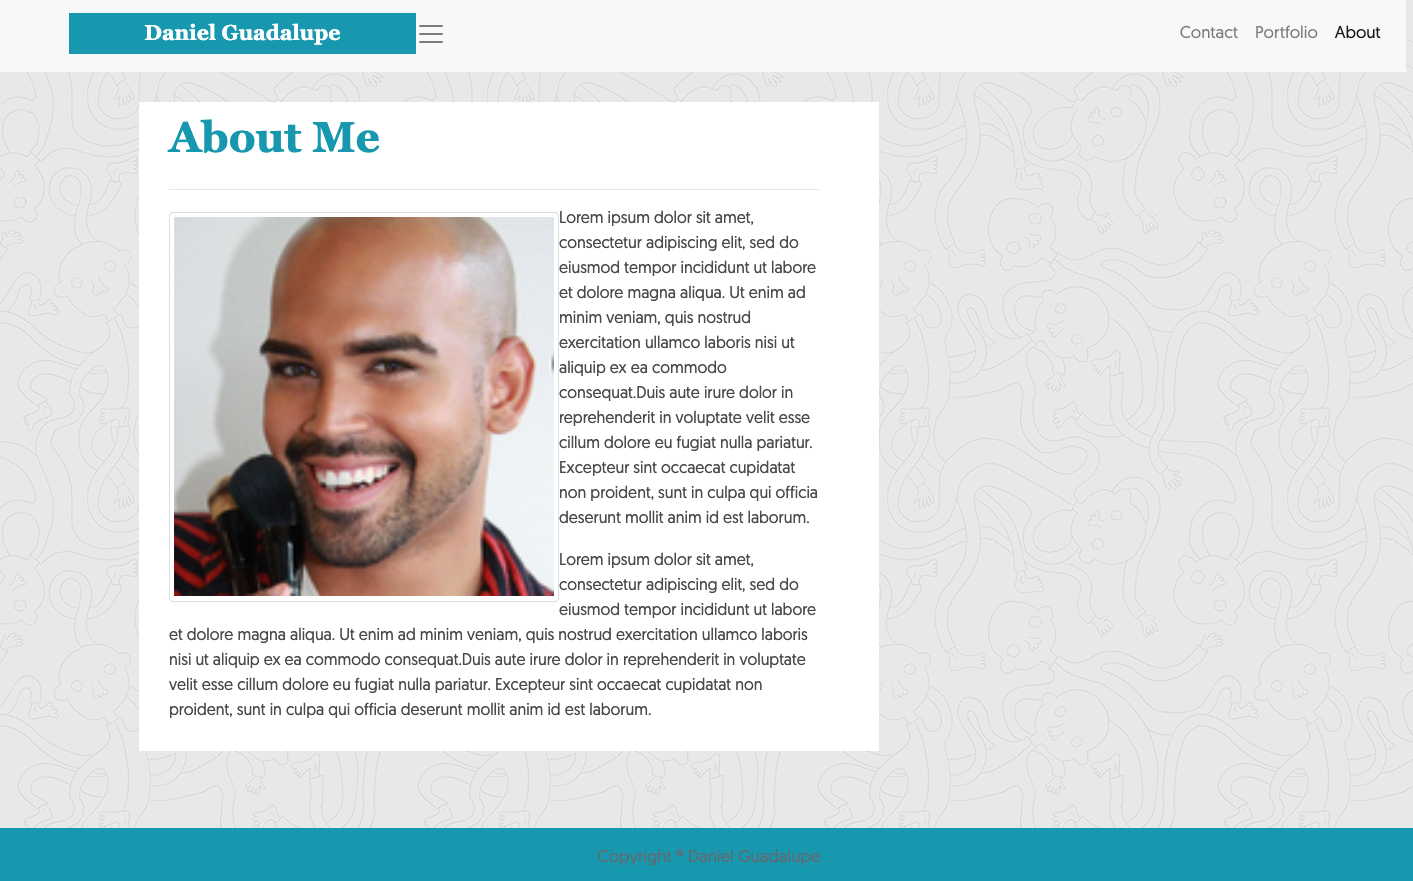 Daniel Guadalupe
Contact Portfolio About
About Me
Lorem ipsum dolor sit amet,
consectetur adipiscing elit, sed do
eiusmod tempor incididunt ut labore
et dolore magna aliqua. Ut enim ad
minim veniam, quis nostrud
exercitation ullamco laboris nisi ut
aliquip ex ea commodo
consequat.Duis aute irure dolor in
reprehenderit in voluptate velit esse
cillum dolore eu fugiat nulla pariatur.
Excepteur sint occaecat cupidatat
non proident, sunt in culpa qui officia
deserunt mollit anim id est laborum.
Lorem ipsum dolor sit amet,
consectetur adipiscing elit, sed do
eiusmod tempor incididunt ut labore
et dolore magna aliqua. Ut enim ad minim veniam, quis nostrud exercitation ullamco laboris
nisi ut aliquip ex ea commodo consequat.Duis aute irure dolor in reprehenderit in voluptate
velit esse cillum dolore eu fugiat nulla pariatur. Excepteur sint occaecat cupidatat non
proident, sunt in culpa qui officia deserunt mollit anim id est laborum.
Copyright ® Daniel Guadalupe